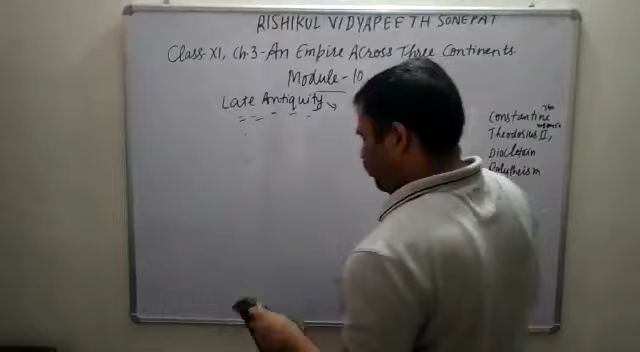 RISHIKUL VIDYAPEETH SONEPAT
Class XI, Ch.3-An Empire Across Three Continents
Module-10
Late Antiquity
Constantine
Theodosius II,
Diocletain
Polytheism